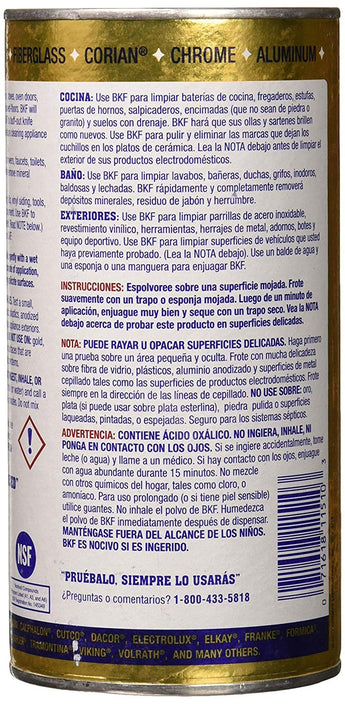 FIBERGLASS ✦ CORIAN® ✦ CHROME ✦ ALUMINUM
COCINA: Use BKF para limpiar baterías de cocina, fregaderos, estufas,
puertas de hornos, salpicaderos, encimadas (que no sean de piedra o
granito) y suelos con drenaje. BKF hará que sus ollas y sartenes brillen
como nuevos. Use BKF para pulir y eliminar las marcas que dejan los
cuchillos en los platos de cerámica. Lea la NOTA debajo antes de limpiar el
exterior de sus productos electrodomésticos.
BAÑO: Use BKF para limpiar lavabos, bañeras, duchas, grifos, inodoros,
baldosas y lechadas. BKF rápidamente y completamente removerá
depósitos minerales, residuo de jabón y herrumbre.
EXTERIORES: Use BKF para limpiar parrillas de acero inoxidable,
revestimiento vinílico, herramientas, herrajes de metal, adornos, botes y
equipo deportivo. Use BKF para limpiar superficies de vehículos que usted
haya previamente probado. (Lea la NOTA debajo). Use un balde de agua y
una esponja o una manguera para enjuagar BKF.
INSTRUCCIONES: Espolvoree sobre una superficie mojada. Frote
suavemente con un trapo o esponja mojada. Luego de un minuto de
aplicación, enjuague muy bien y seque con un trapo seco. Vea la NOTA
debajo acerca de probar este producto en superficies delicadas.
NOTA: PUEDE RAYAR U OPACAR SUPERFICIES DELICADAS. Haga primero
una prueba sobre un área pequeña y oculta. Frote con mucha delicadeza
sobre fibra de vidrio, plásticos, aluminio anodizado y superficies de metal
cepillado tales como las superficies de productos electrodomésticos. Frote
siempre en la dirección de las líneas de cepillado. NO USE SOBRE: oro,
plata (si puede usar sobre plata esterlina), piedra pulida o superficies
laqueadas, pintadas, o espejadas. Seguro para los sistemas sépticos.
ADVERTENCIA: CONTIENE ÁCIDO OXÁLICO. NO INGIERA, INHALE, NI
PONGA EN CONTACTO CON LOS OJOS. Si se ingiere accidentalmente, tome
leche (o agua) y llame a un médico. Si hay contacto con los ojos, enjuague
con agua abundante durante 15 minutos. No mezcle
con otros químicos del hogar, tales como cloro, o
amoníaco. Para uso prolongado (o si tiene piel sensible)
utilice guantes. No inhale el polvo de BKF. Humedezca
el polvo de BKF inmediatamente después de dispensar.
MANTÉNGASE FUERA DEL ALCANCE DE LOS NIÑOS.
BKF ES NOCIVO SI ES INGERIDO.
"PRUÉBALO, SIEMPRE LO USARÁS"
¿Preguntas o comentarios? 1-800-433-5818
NSF
CALPHALON, CUTCO, DACOR, ELECTROLUX, ELKAY, FRANKE, FORMICA,
TRAMONTINA, VIKING, VOLRATH, AND MANY OTHERS.